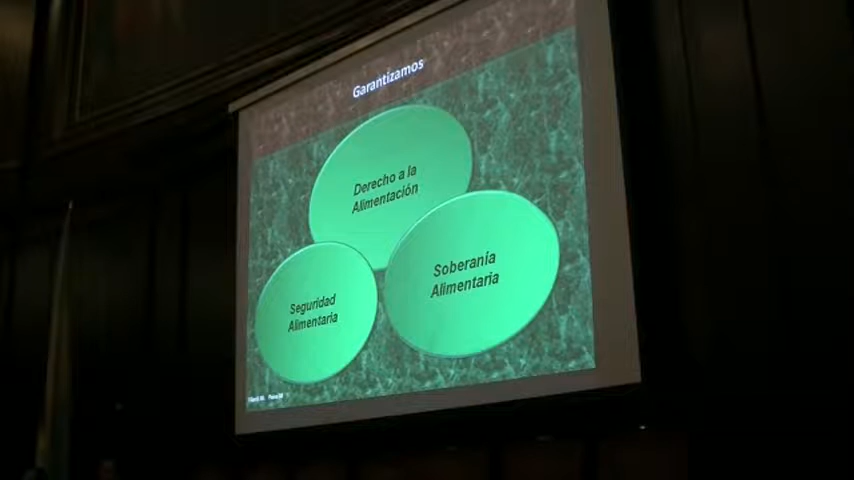 Garantizamos
Derecho a la
Alimentación
Soberanía
Alimentaria
Seguridad
Alimentaria